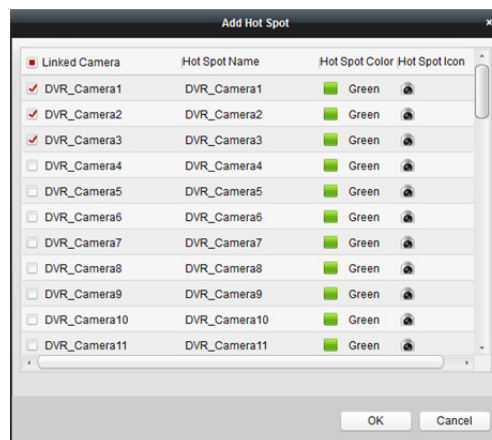 Add Hot Spot
Linked Camera Hot Spot Name Hot Spot Color Hot Spot Icon
DVR_Camera1 DVR_Camera1 Green
DVR_Camera2 DVR_Camera2 Green
DVR_Camera3 DVR_Camera3 Green
DVR_Camera4 DVR_Camera4 Green
DVR_Camera5 DVR_Camera5 Green
DVR_Camera6 DVR_Camera6 Green
DVR_Camera7 DVR_Camera7 Green
DVR_Camera8 DVR_Camera8 Green
DVR_Camera9 DVR_Camera9 Green
DVR_Camera10 DVR_Camera10 Green
DVR_Camera11 DVR_Camera11 Green
OK Cancel